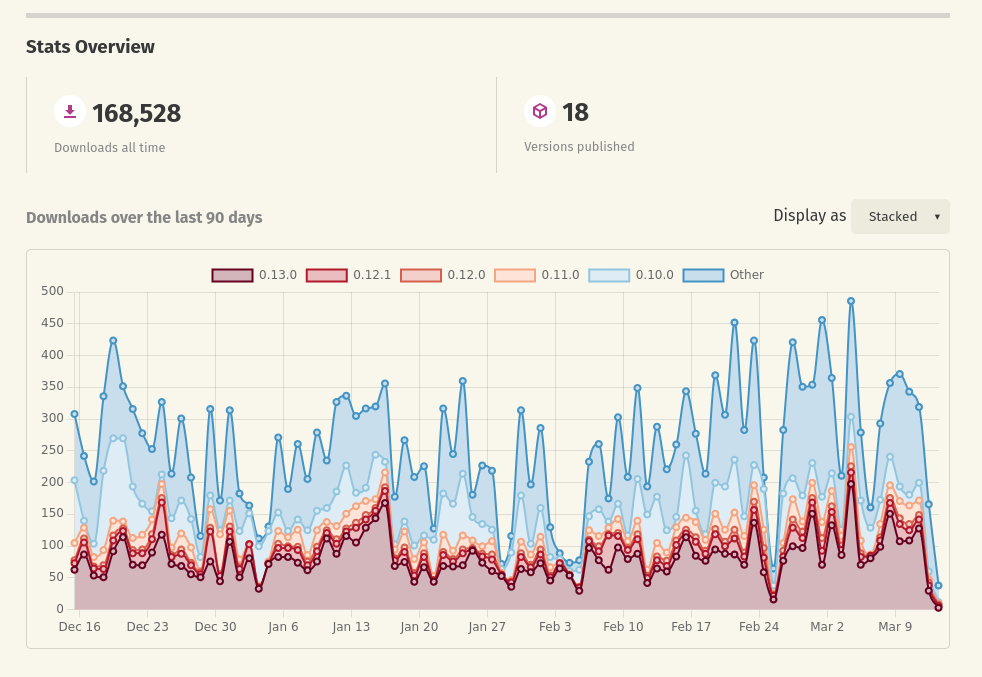 Stats Overview
168,528
Downloads all time
18
Versions published
Downloads over the last 90 days
Display as Stacked
0.13.0 0.12.1 0.12.0 0.11.0 0.10.0 Other
500
450
400
350
300
250
200
150
100
50
0
Dec 16 Dec 23 Dec 30 Jan 6 Jan 13 Jan 20 Jan 27 Feb 3 Feb 10 Feb 17 Feb 24 Mar 2 Mar 9